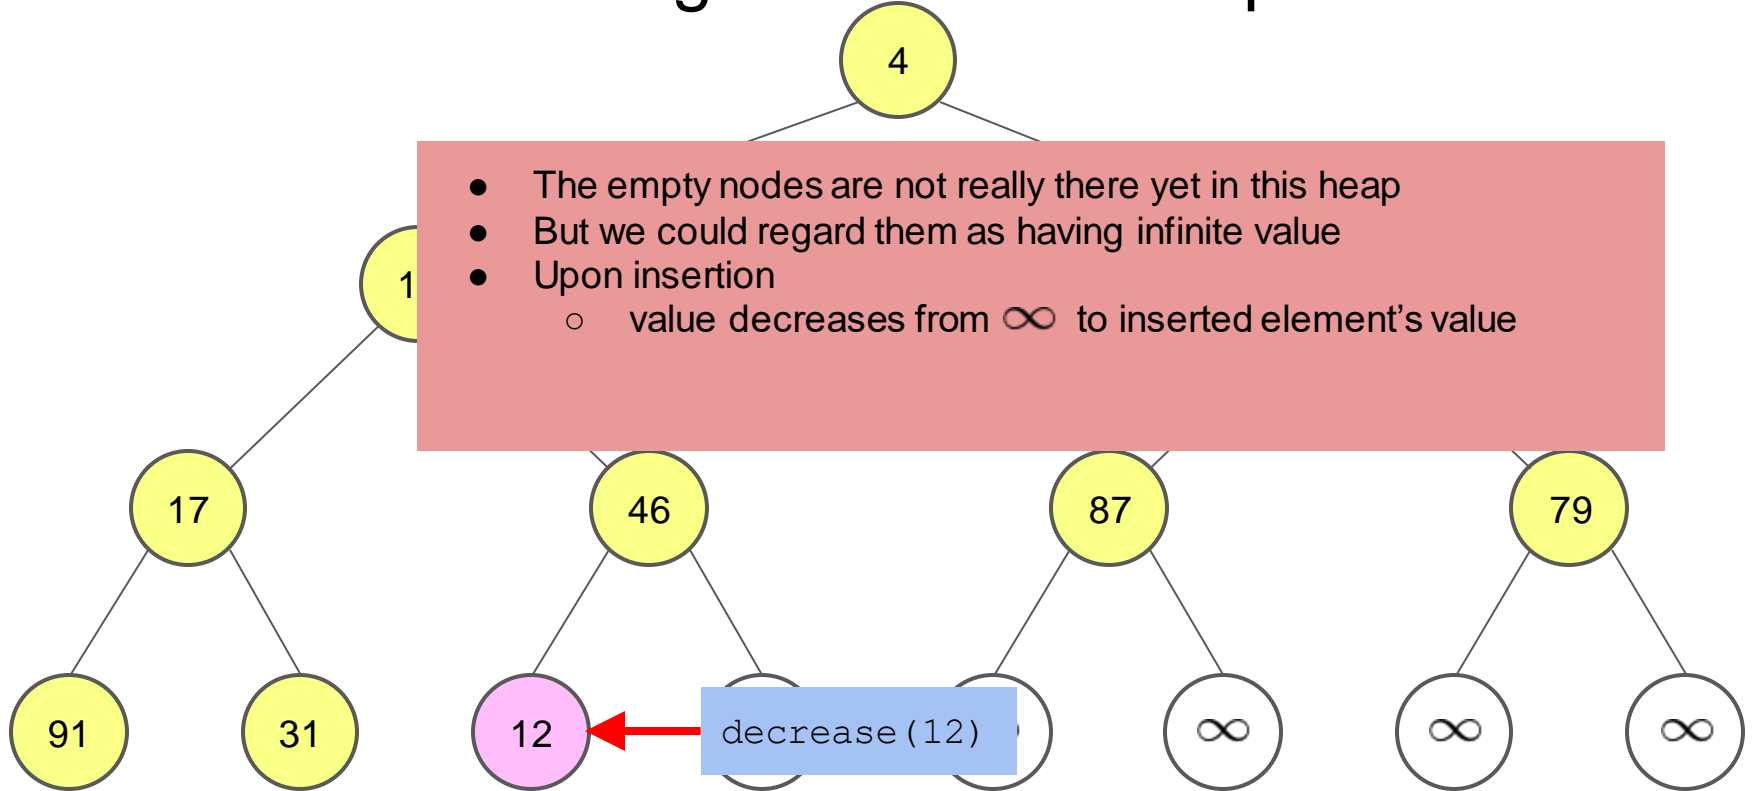 4
● The empty nodes are not really there yet in this heap
● But we could regard them as having infinite value
● Upon insertion
○ value decreases from ∞ to inserted element’s value
17 46 87 79
91 31 12 decrease(12) ∞ ∞ ∞